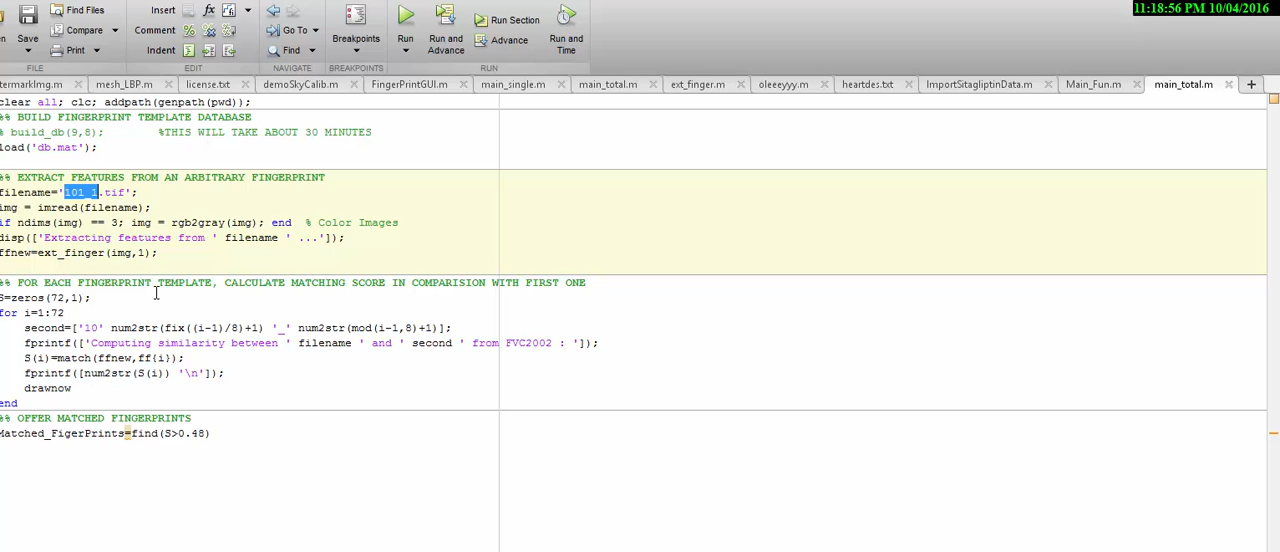 11:18:56 PM 10/04/2016
Find Files
Insert
fx
Save
Compare
Comment
Go To
Breakpoints
Run
Run and Advance
Run Section
Advance
Run and Time
Print
Indent
Find
FILE
EDIT
NAVIGATE
BREAKPOINTS
RUN
termarkImg.m
mesh_LBP.m
license.txt
demoSkyCalib.m
FingerPrintGUI.m
main_single.m
main_total.m
ext_finger.m
oleeeyyy.m
heartdes.txt
ImportSitagliptinData.m
Main_Fun.m
main_total.m
clear all; clc; addpath(genpath(pwd));
%% BUILD FINGERPRINT TEMPLATE DATABASE
% build_db(9,8); %THIS WILL TAKE ABOUT 30 MINUTES
load('db.mat');
%% EXTRACT FEATURES FROM AN ARBITRARY FINGERPRINT
filename='101_1.tif';
img = imread(filename);
if ndims(img) == 3; img = rgb2gray(img); end % Color Images
disp(['Extracting features from ' filename ' ...']);
ffnew=ext_finger(img,1);
%% FOR EACH FINGERPRINT TEMPLATE, CALCULATE MATCHING SCORE IN COMPARISION WITH FIRST ONE
S=zeros(72,1);
for i=1:72
second=['10' num2str(fix((i-1)/8)+1) '_' num2str(mod(i-1,8)+1)];
fprintf(['Computing similarity between ' filename ' and ' second ' from FVC2002 : ']);
S(i)=match(ffnew,ff{i});
fprintf([num2str(S(i)) '\n']);
drawnow
end
%% OFFER MATCHED FINGERPRINTS
Matched_FigerPrints=find(S>0.48)